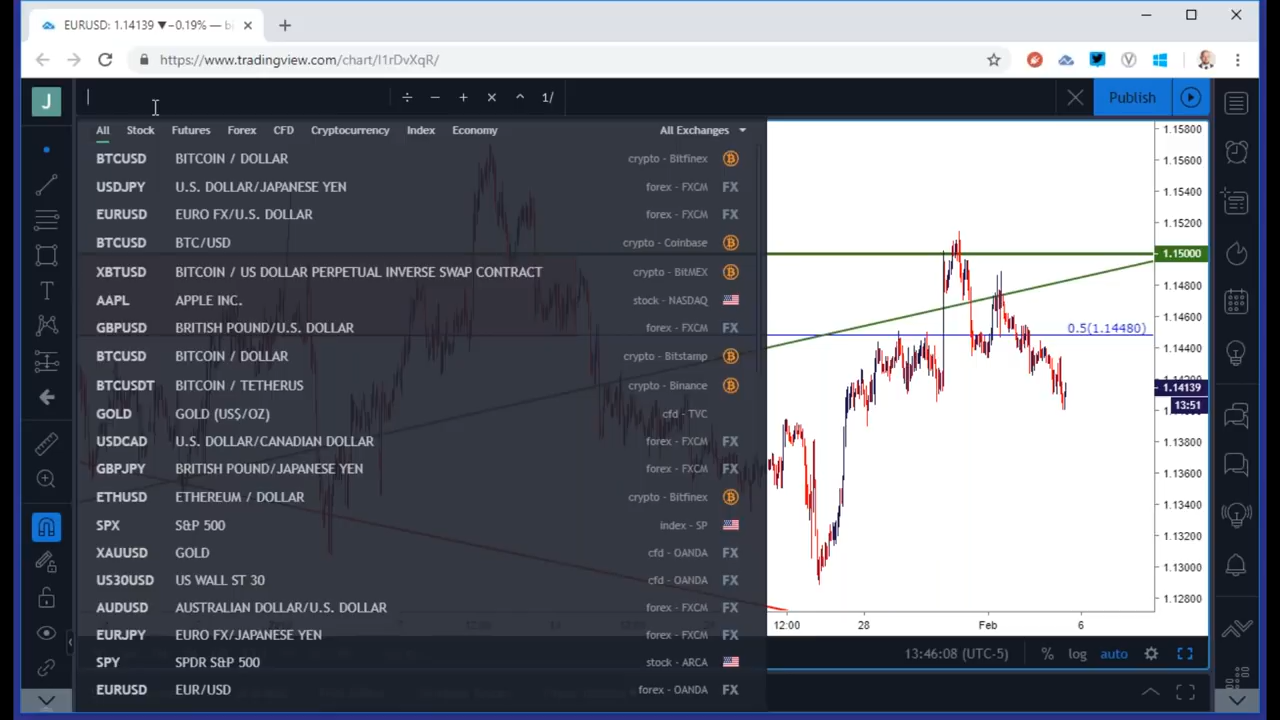 EURUSD: 1.14139 ▼−0.19% — b
https://www.tradingview.com/chart/I1rDvXqR/
J
÷ − + × ^ 1/
Publish
All Stock Futures Forex CFD Cryptocurrency Index Economy All Exchanges
BTCUSD BITCOIN / DOLLAR crypto - Bitfinex
USDJPY U.S. DOLLAR/JAPANESE YEN forex - FXCM FX
EURUSD EURO FX/U.S. DOLLAR forex - FXCM FX
BTCUSD BTC/USD crypto - Coinbase
XBTUSD BITCOIN / US DOLLAR PERPETUAL INVERSE SWAP CONTRACT crypto - BitMEX
AAPL APPLE INC. stock - NASDAQ
GBPUSD BRITISH POUND/U.S. DOLLAR forex - FXCM FX
BTCUSD BITCOIN / DOLLAR crypto - Bitstamp
BTCUSDT BITCOIN / TETHERUS crypto - Binance
GOLD GOLD (US$/OZ) cfd - TVC
USDCAD U.S. DOLLAR/CANADIAN DOLLAR forex - FXCM FX
GBPJPY BRITISH POUND/JAPANESE YEN forex - FXCM FX
ETHUSD ETHEREUM / DOLLAR crypto - Bitfinex
SPX S&P 500 index - SP
XAUUSD GOLD cfd - OANDA FX
US30USD US WALL ST 30 cfd - OANDA FX
AUDUSD AUSTRALIAN DOLLAR/U.S. DOLLAR forex - FXCM FX
EURJPY EURO FX/JAPANESE YEN forex - FXCM FX
SPY SPDR S&P 500 stock - ARCA
EURUSD EUR/USD forex - OANDA FX
1.15800
1.15600
1.15400
1.15200
1.15000
1.14800
1.14600
0.5(1.14480)
1.14400
1.14139
13:51
1.13800
1.13600
1.13400
1.13200
1.13000
1.12800
12:00 28 Feb 6
13:46:08 (UTC-5) % log auto